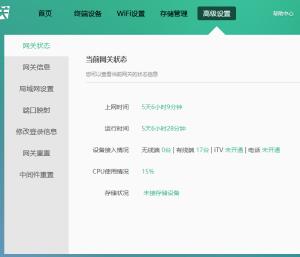 关 首页 终端设备 WiFi设置 存储管理 高级设置 帮助中心
网关状态
网关信息
局域网设置
端口映射
修改登录信息
网关重置
中间件重置
当前网关状态
您可以查看当前网关的状态信息
上网时间 5天6小时9分钟
运行时间 5天6小时28分钟
设备接入情况 无线端 0台 | 有线端 17台 | iTV 未开通 | 电话 未开通
CPU使用情况 15%
存储状况 未接存储设备